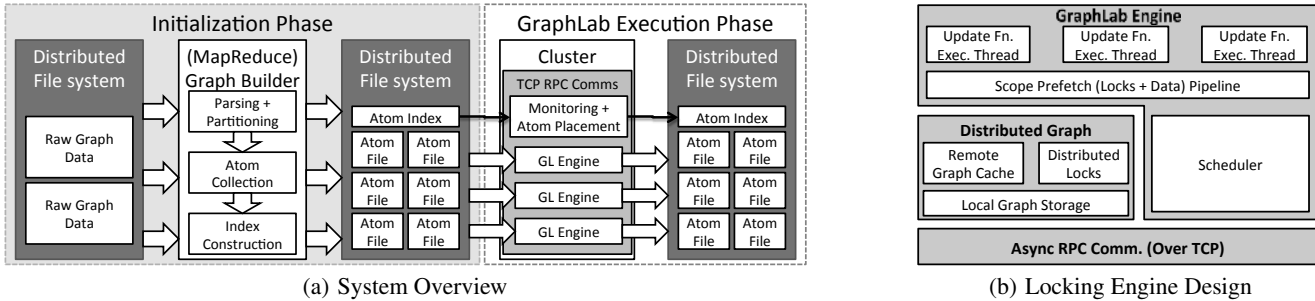 Initialization Phase
GraphLab Execution Phase
Distributed
File system
Raw Graph
Data
Raw Graph
Data
(MapReduce)
Graph Builder
Parsing +
Partitioning
Atom
Collection
Index
Construction
Distributed
File system
Atom Index
Atom
File
Atom
File
Atom
File
Atom
File
Atom
File
Atom
File
Cluster
TCP RPC Comms
Monitoring +
Atom Placement
GL Engine
GL Engine
GL Engine
Distributed
File system
Atom Index
Atom
File
Atom
File
Atom
File
Atom
File
Atom
File
Atom
File
(a) System Overview
GraphLab Engine
Update Fn.
Exec. Thread
Update Fn.
Exec. Thread
Update Fn.
Exec. Thread
Scope Prefetch (Locks + Data) Pipeline
Distributed Graph
Remote
Graph Cache
Distributed
Locks
Local Graph Storage
Scheduler
Async RPC Comm. (Over TCP)
(b) Locking Engine Design